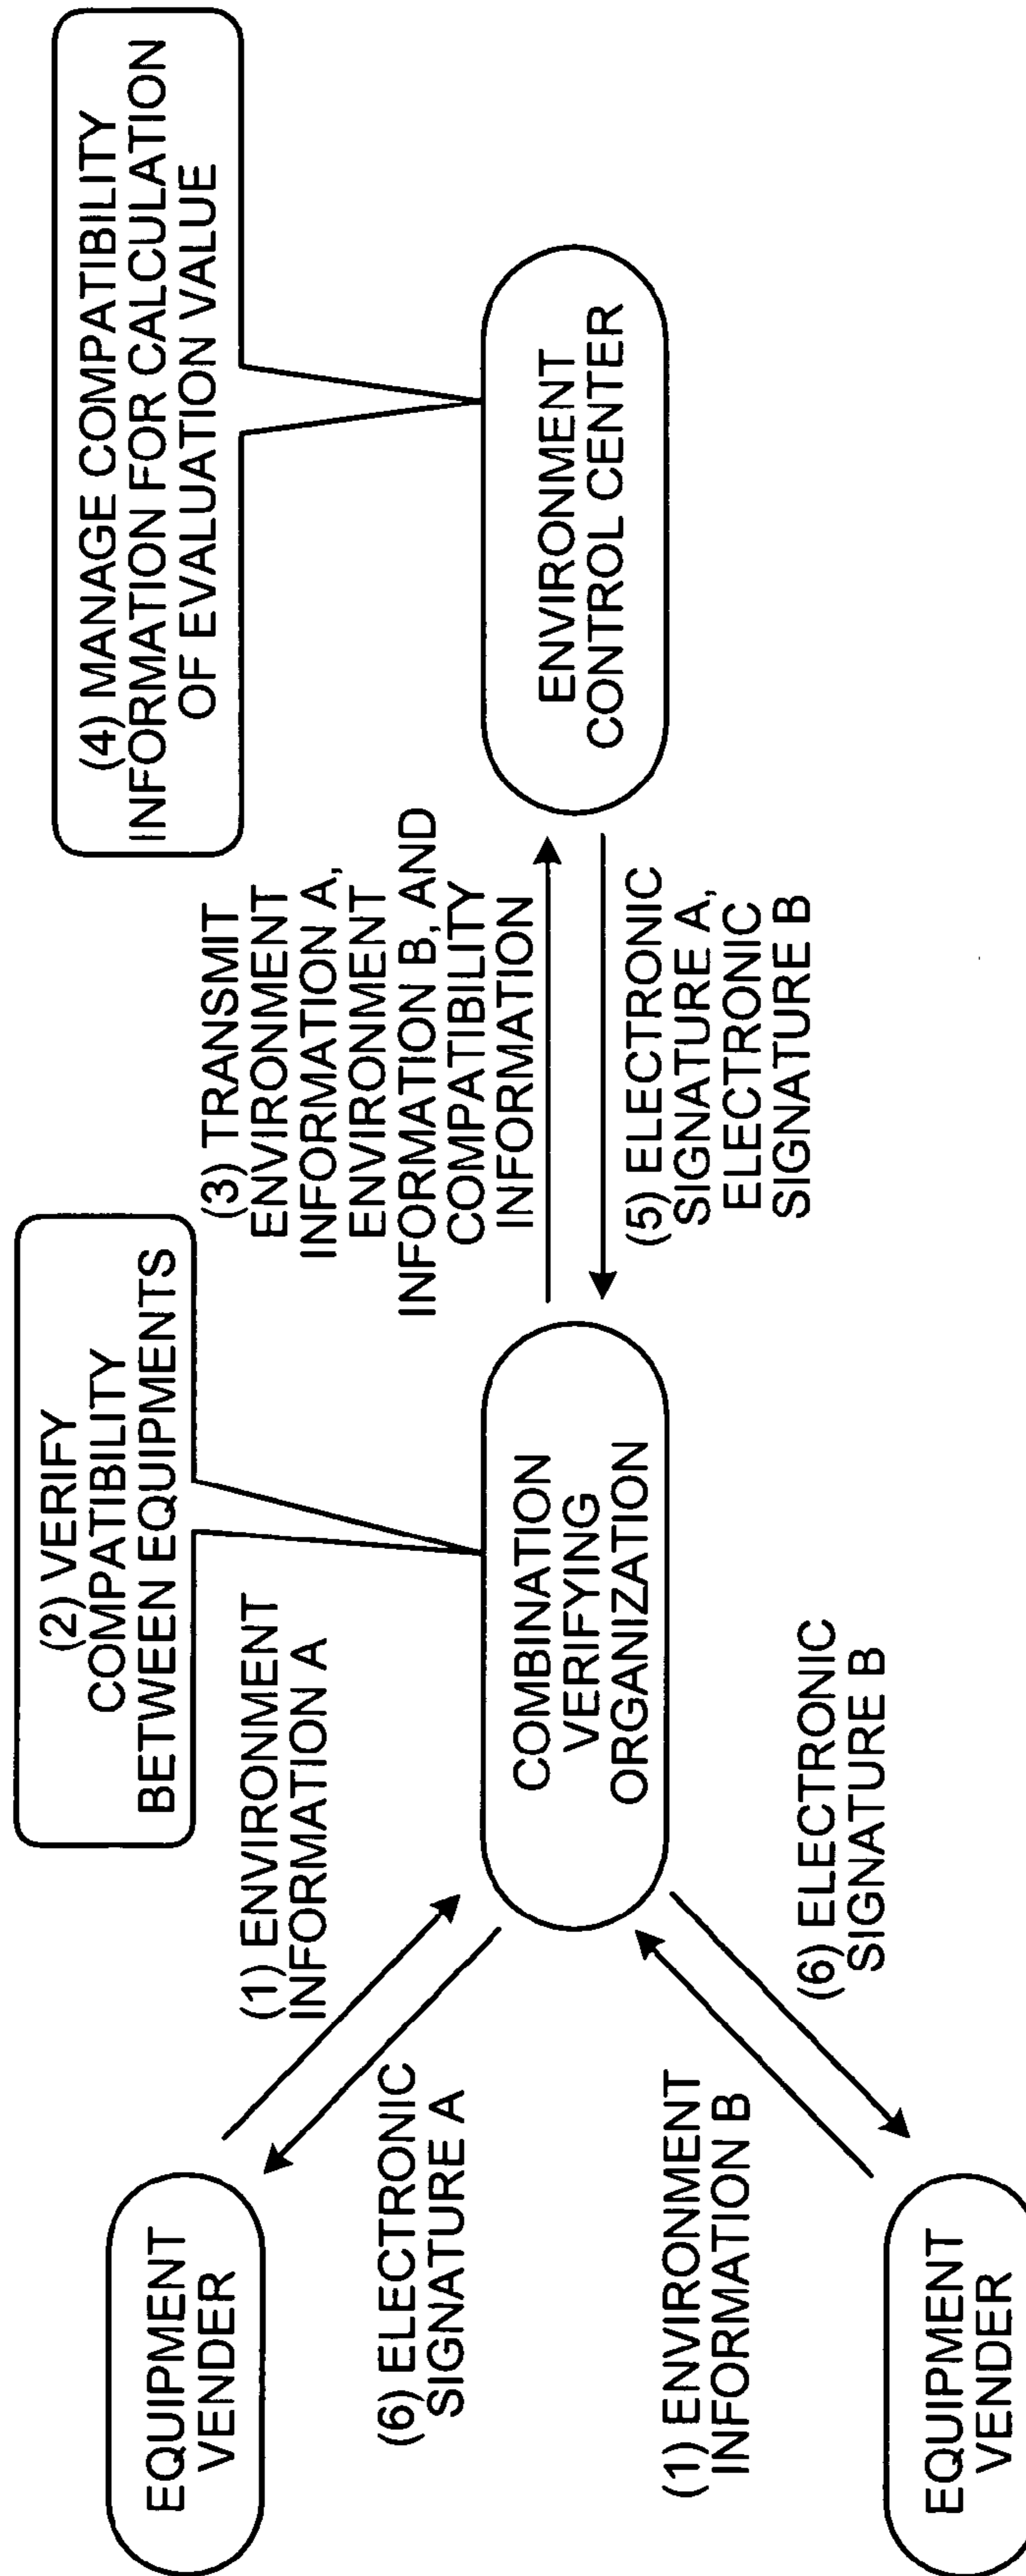 (2) VERIFY
COMPATIBILITY
BETWEEN EQUIPMENTS
(4) MANAGE COMPATIBILITY
INFORMATION FOR CALCULATION
OF EVALUATION VALUE
EQUIPMENT
VENDER
(1) ENVIRONMENT
INFORMATION A
(6) ELECTRONIC
SIGNATURE A
COMBINATION
VERIFYING
ORGANIZATION
(3) TRANSMIT
ENVIRONMENT
INFORMATION A,
ENVIRONMENT
INFORMATION B, AND
COMPATIBILITY
INFORMATION
(5) ELECTRONIC
SIGNATURE A,
ELECTRONIC
SIGNATURE B
ENVIRONMENT
CONTROL CENTER
(1) ENVIRONMENT
INFORMATION B
(6) ELECTRONIC
SIGNATURE B
EQUIPMENT
VENDER